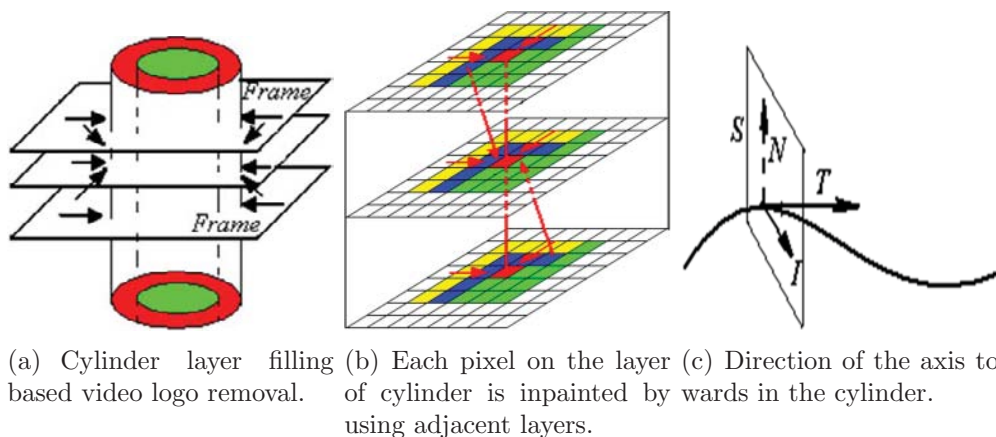 Frame
Frame
S
N
T
I
(a) Cylinder layer filling
based video logo removal.
(b) Each pixel on the layer
of cylinder is inpainted by
using adjacent layers.
(c) Direction of the axis to
wards in the cylinder.